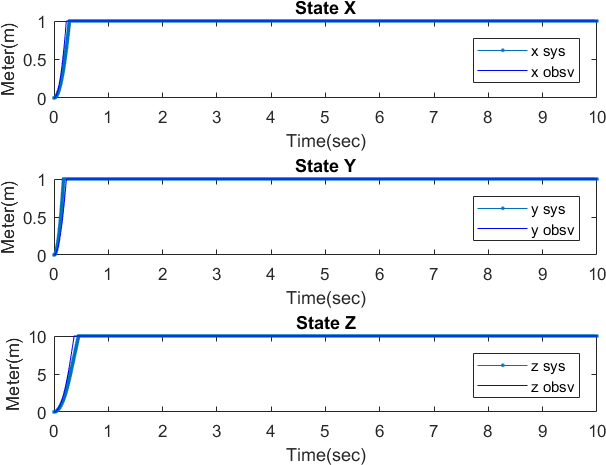 State X
Meter(m)
1
0.5
0
x sys
x obsv
0 1 2 3 4 5 6 7 8 9 10
Time(sec)
State Y
Meter(m)
1
0.5
0
y sys
y obsv
0 1 2 3 4 5 6 7 8 9 10
Time(sec)
State Z
Meter(m)
10
5
0
z sys
z obsv
0 1 2 3 4 5 6 7 8 9 10
Time(sec)